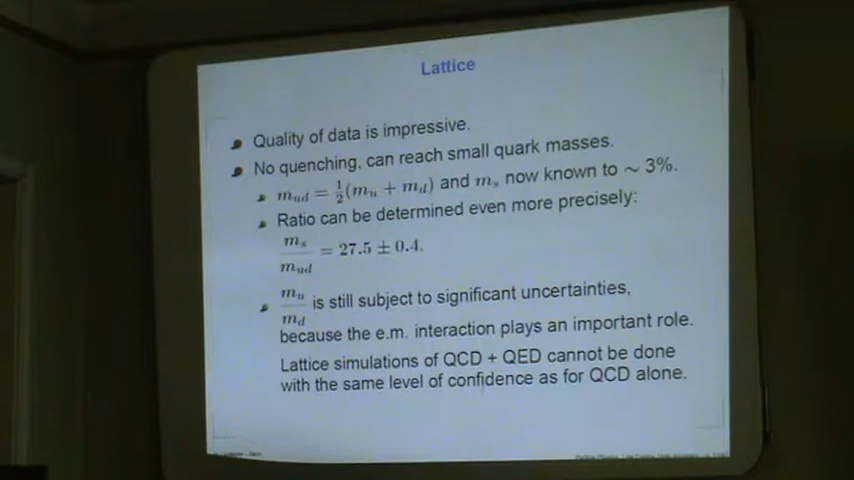 Lattice
Quality of data is impressive.
No quenching, can reach small quark masses.
m_ud = 1/2 (m_u + m_d) and m_s now known to ~ 3%.
Ratio can be determined even more precisely:
m_s / m_ud = 27.5 ± 0.4.
m_u / m_d is still subject to significant uncertainties,
because the e.m. interaction plays an important role.
Lattice simulations of QCD + QED cannot be done
with the same level of confidence as for QCD alone.